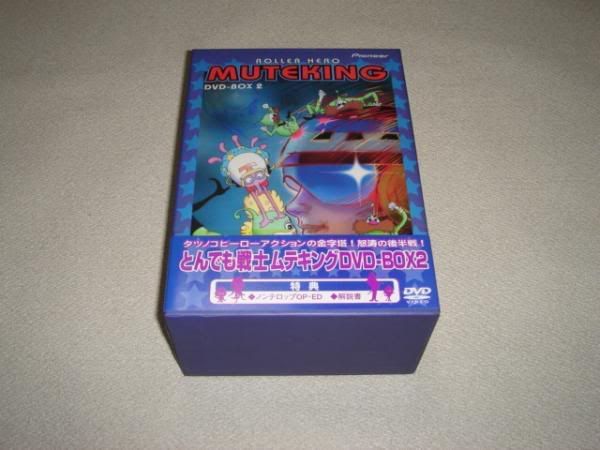 Pioneer
ROLLER HERO
MUTEKING
DVD-BOX 2
タツノコヒーローアクションの金字塔!怒涛の後半戦!
とんでも戦士ムテキングDVD-BOX2
特典
◆ノンテロップOP・ED ◆解説書
DVD
VIDEO